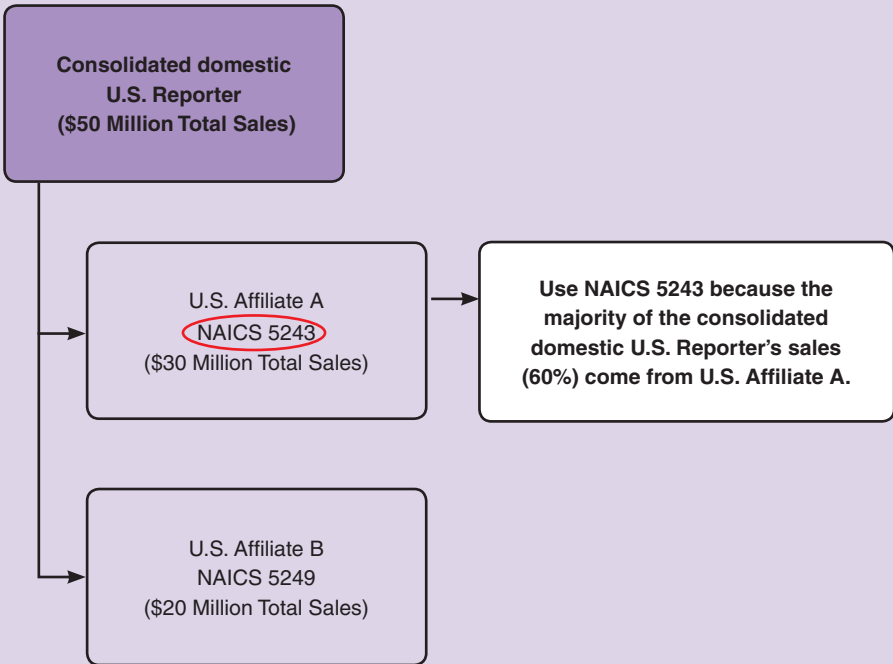 Consolidated domestic
U.S. Reporter
($50 Million Total Sales)
U.S. Affiliate A
NAICS 5243
($30 Million Total Sales)
Use NAICS 5243 because the
majority of the consolidated
domestic U.S. Reporter’s sales
(60%) come from U.S. Affiliate A.
U.S. Affiliate B
NAICS 5249
($20 Million Total Sales)